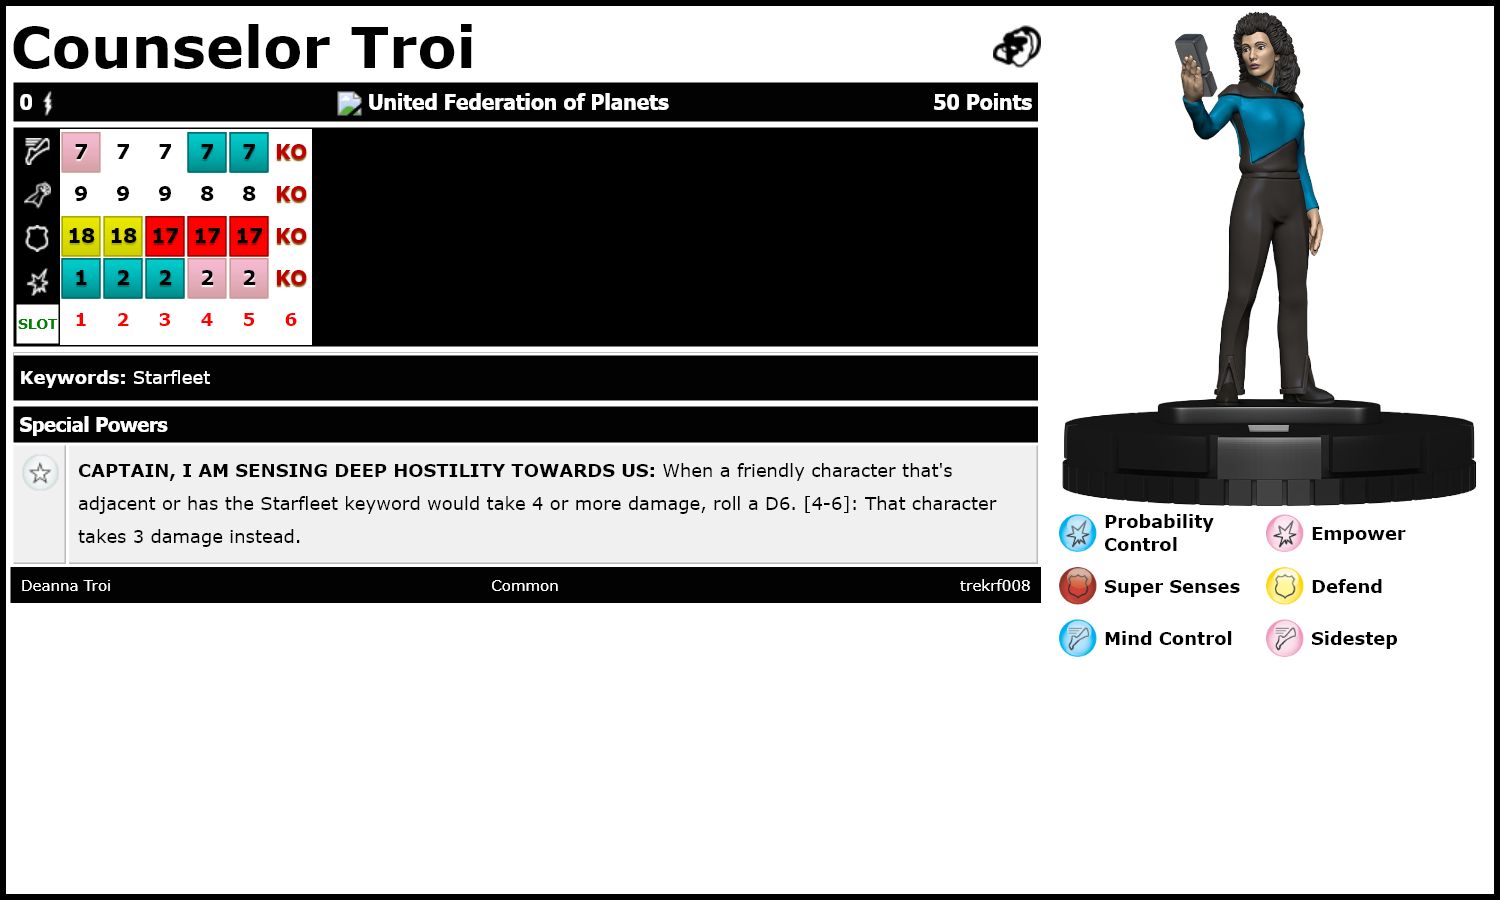 Counselor Troi
0 United Federation of Planets 50 Points
7 7 7 7 7 KO
9 9 9 8 8 KO
18 18 17 17 17 KO
1 2 2 2 2 KO
SLOT 1 2 3 4 5 6
Keywords: Starfleet
Special Powers
CAPTAIN, I AM SENSING DEEP HOSTILITY TOWARDS US: When a friendly character that's
adjacent or has the Starfleet keyword would take 4 or more damage, roll a D6. [4-6]: That character
takes 3 damage instead.
Deanna Troi Common trekrf008
Probability
Control
Empower
Super Senses
Defend
Mind Control
Sidestep